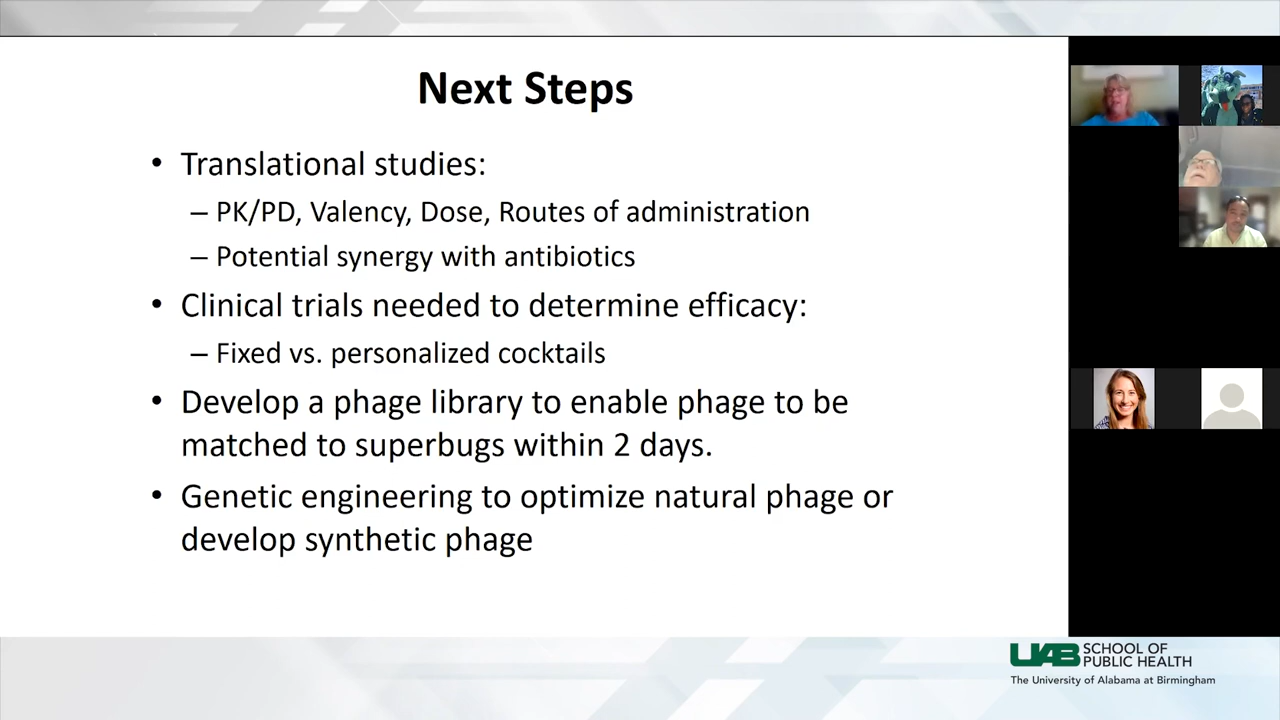 Next Steps
• Translational studies:
– PK/PD, Valency, Dose, Routes of administration
– Potential synergy with antibiotics
• Clinical trials needed to determine efficacy:
– Fixed vs. personalized cocktails
• Develop a phage library to enable phage to be
matched to superbugs within 2 days.
• Genetic engineering to optimize natural phage or
develop synthetic phage
UAB SCHOOL OF
PUBLIC HEALTH
The University of Alabama at Birmingham